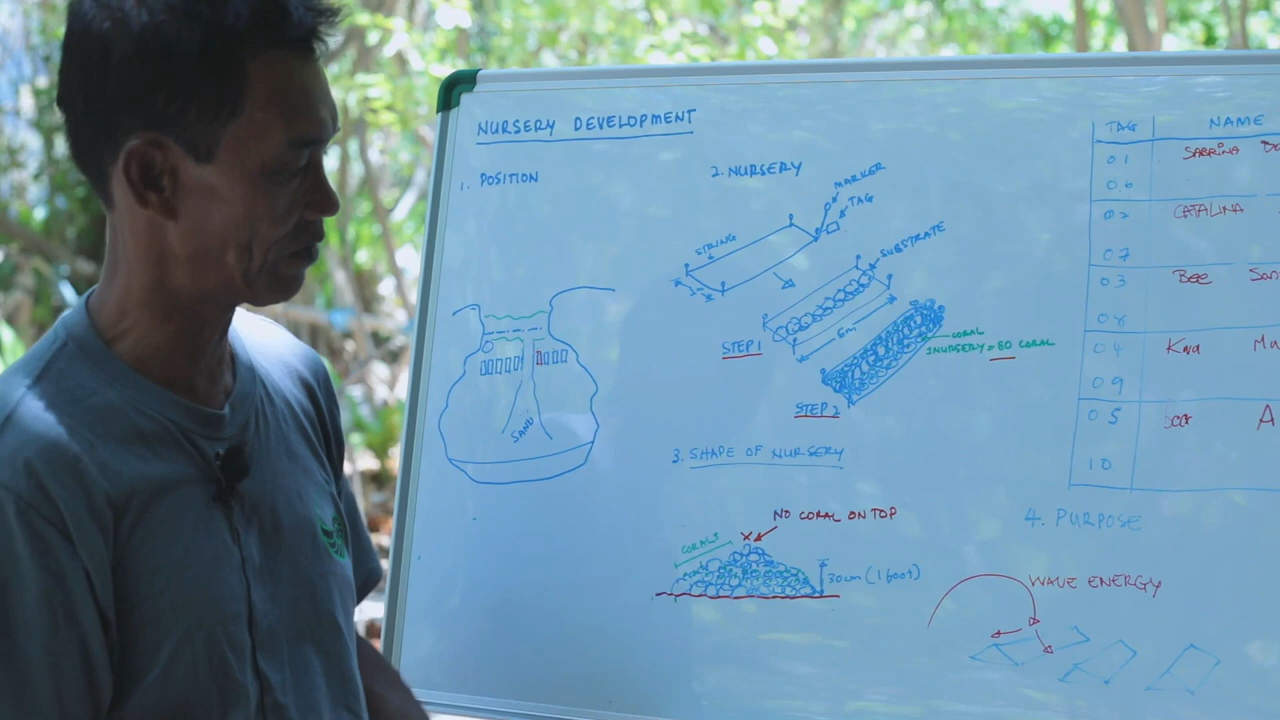 NURSERY DEVELOPMENT
1. POSITION
SAND
2. NURSERY
MARKER
TAG
STRING
SUBSTRATE
6m
STEP 1
CORAL
1NURSERY = 80 CORAL
STEP 2
3. SHAPE OF NURSERY
NO CORAL ON TOP
CORALS
30cm (1 foot)
TAG NAME
01 SABRINA
06
02 CATALINA
07
03 Bee
08
04 Kwa
09
05
10
4. PURPOSE
WAVE ENERGY